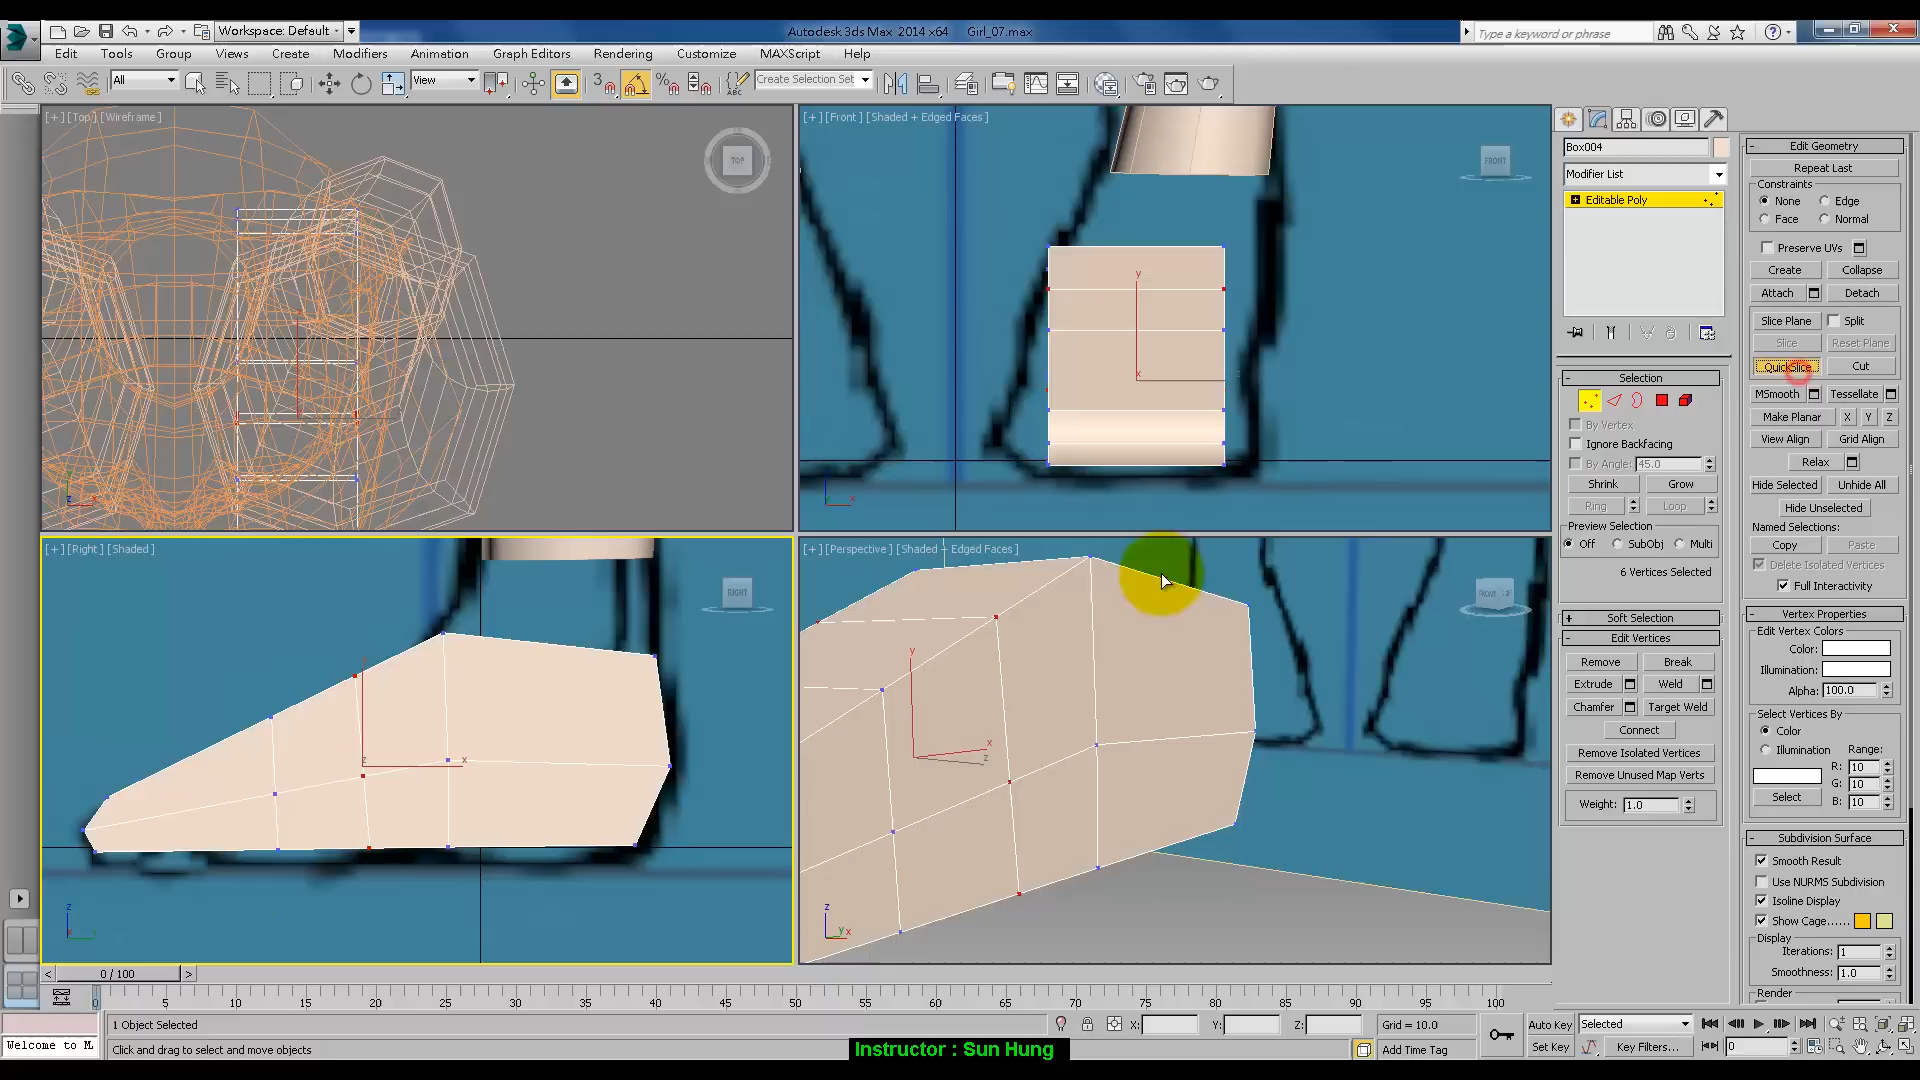 Workspace: Default
Autodesk 3ds Max 2014 x64 Girl_07.max
Type a keyword or phrase
Edit Tools Group Views Create Modifiers Animation Graph Editors Rendering Customize MAXScript Help
All View Create Selection Set
[+][Top][Wireframe]
TOP
[+][Front][Shaded + Edged Faces]
FRONT
[+][Right][Shaded]
RIGHT
[+][Perspective][Shaded + Edged Faces]
Box004
Modifier List
Editable Poly
Selection
By Vertex
Ignore Backfacing
By Angle: 45.0
Shrink Grow
Ring Loop
Preview Selection
Off SubObj Multi
6 Vertices Selected
Soft Selection
Edit Vertices
Remove Break
Extrude Weld
Chamfer Target Weld
Connect
Remove Isolated Vertices
Remove Unused Map Verts
Weight: 1.0
Edit Geometry
Repeat Last
Constraints
None Edge
Face Normal
Preserve UVs
Create Collapse
Attach Detach
Slice Plane Split
Slice Reset Plane
QuickSlice Cut
MSmooth Tessellate
Make Planar X Y Z
View Align Grid Align
Relax
Hide Selected Unhide All
Hide Unselected
Named Selections:
Copy Paste
Delete Isolated Vertices
Full Interactivity
Vertex Properties
Edit Vertex Colors
Color:
Illumination:
Alpha: 100.0
Select Vertices By
Color
Illumination Range:
R: 10
G: 10
B: 10
Select
Subdivision Surface
Smooth Result
Use NURMS Subdivision
Isoline Display
Show Cage......
Display
Iterations: 1
Smoothness: 1.0
Render
0 / 100
0 5 10 15 20 25 30 35 40 45 50 55 60 65 70 75 80 85 90 95 100
1 Object Selected
X: Y: Z: Grid = 10.0
Auto Key Selected
Welcome to M
Click and drag to select and move objects
Instructor : Sun Hung
Add Time Tag
Set Key Key Filters... 0